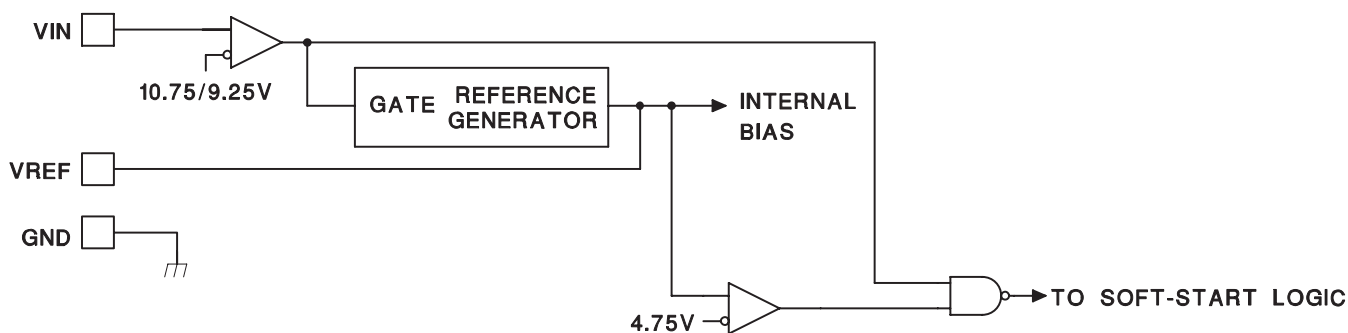 VIN
10.75/9.25V
GATE
REFERENCE
GENERATOR
INTERNAL
BIAS
VREF
GND
4.75V
TO SOFT-START LOGIC